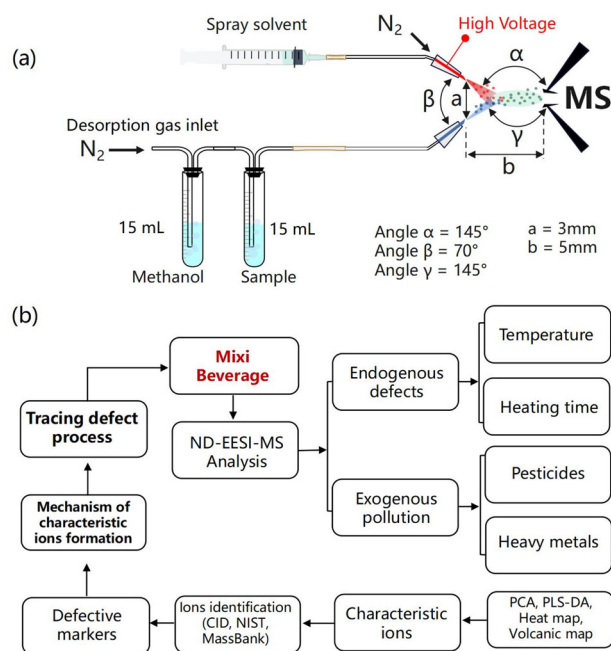 (a)
Spray solvent
N₂
High Voltage
α
β
a
γ
MS
b
Desorption gas inlet
N₂
15 mL
15 mL
Methanol
Sample
Angle α = 145°
Angle β = 70°
Angle γ = 145°
a = 3mm
b = 5mm
(b)
Mixi
Beverage
Tracing defect
process
ND-EESI-MS
Analysis
Endogenous
defects
Temperature
Heating time
Exogenous
pollution
Pesticides
Heavy metals
Mechanism of
characteristic
ions formation
Defective
markers
Ions identification
(CID, NIST,
MassBank)
Characteristic
ions
PCA, PLS-DA,
Heat map,
Volcanic map